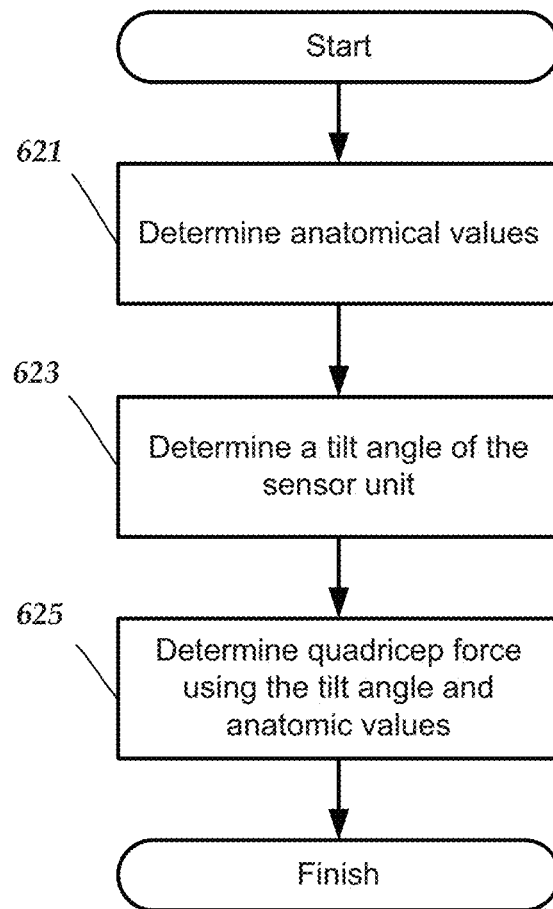 Start
621
Determine anatomical values
623
Determine a tilt angle of the
sensor unit
625
Determine quadricep force
using the tilt angle and
anatomic values
Finish